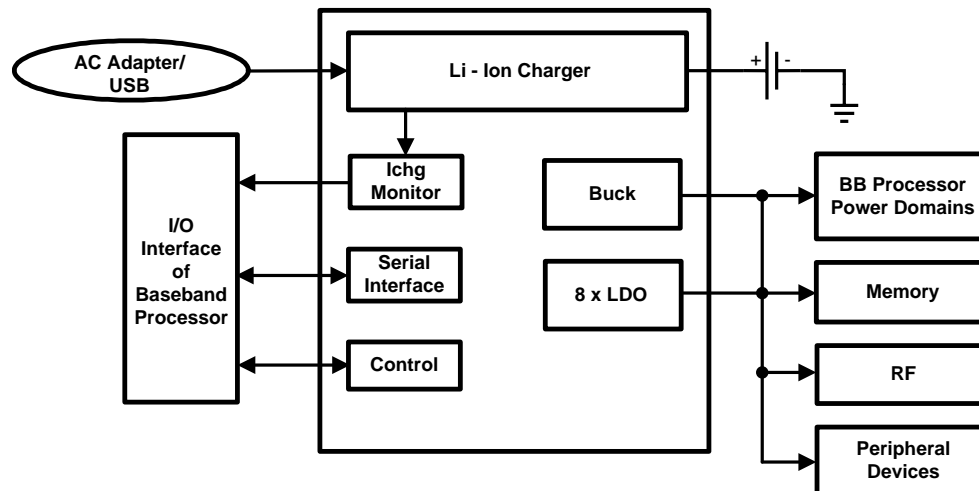 AC Adapter/
USB
Li - Ion Charger
+
-
Ichg
Monitor
Buck
BB Processor
Power Domains
I/O
Interface
of
Baseband
Processor
Serial
Interface
8 x LDO
Memory
Control
RF
Peripheral
Devices